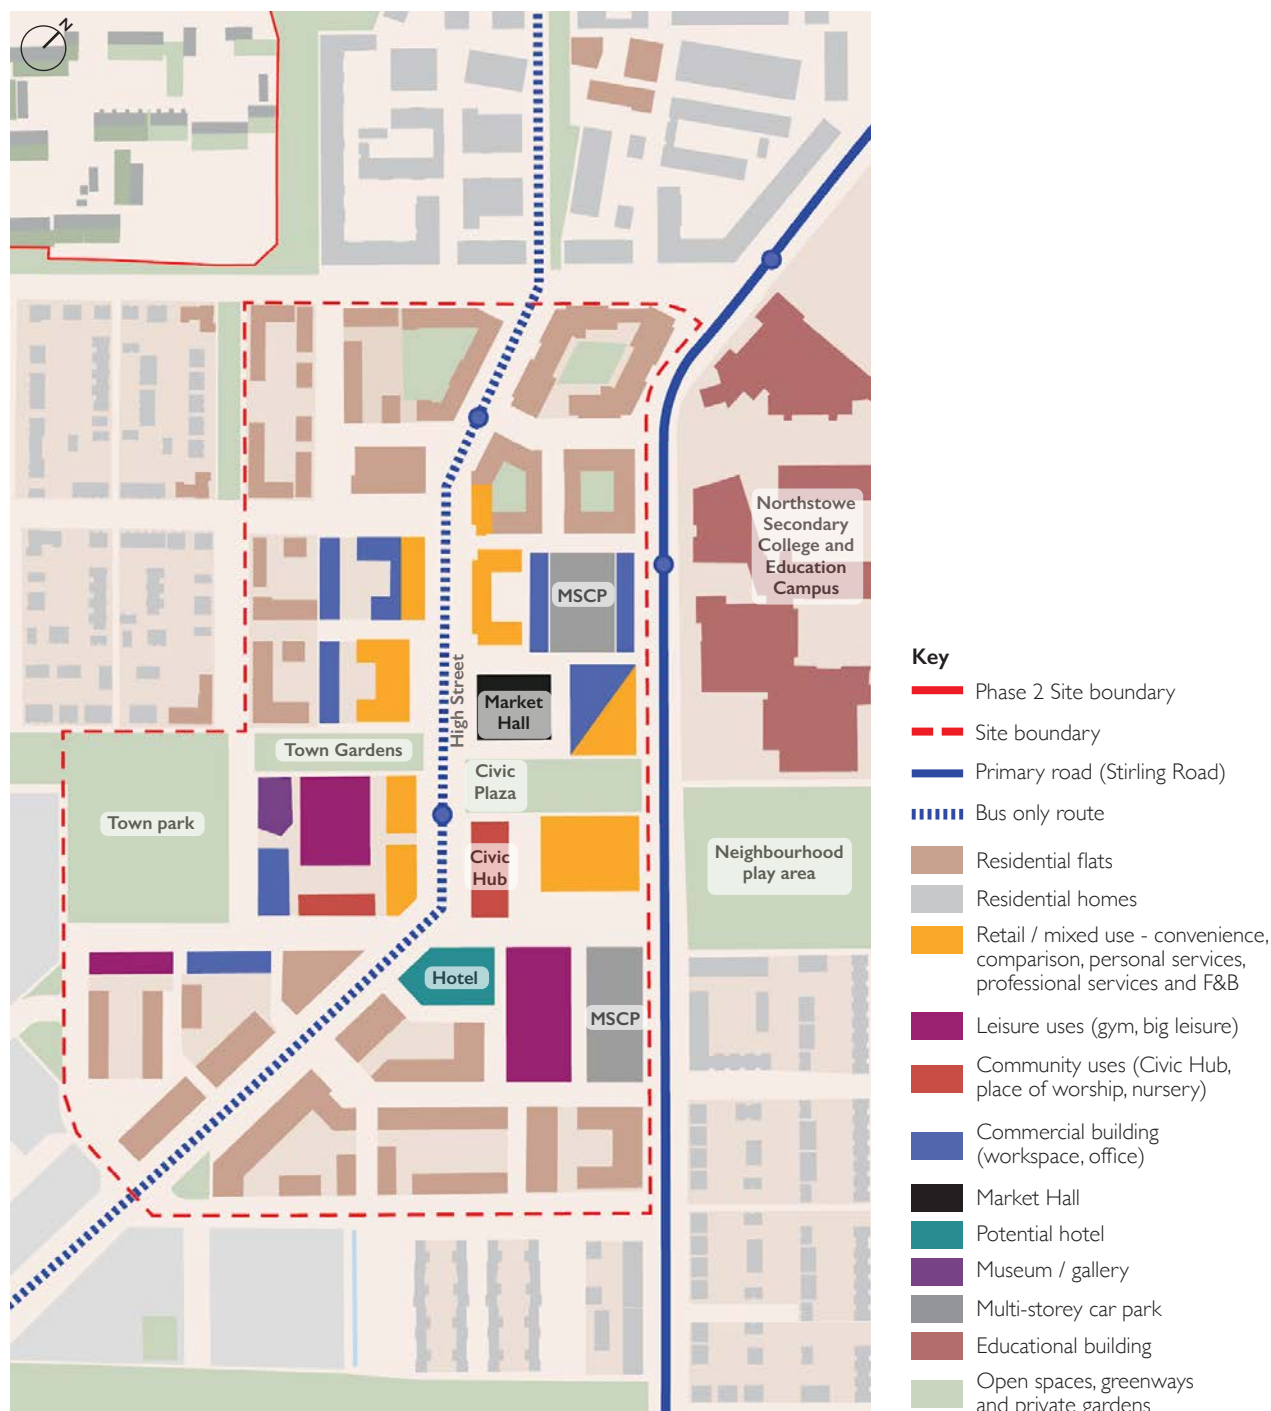 N
Northstowe
Secondary
College and
Education
Campus
MSCP
High Street
Market
Hall
Town Gardens
Civic
Plaza
Town park
Civic
Hub
Neighbourhood
play area
Hotel
MSCP
Key
Phase 2 Site boundary
Site boundary
Primary road (Stirling Road)
Bus only route
Residential flats
Residential homes
Retail / mixed use - convenience,
comparison, personal services,
professional services and F&B
Leisure uses (gym, big leisure)
Community uses (Civic Hub,
place of worship, nursery)
Commercial building
(workspace, office)
Market Hall
Potential hotel
Museum / gallery
Multi-storey car park
Educational building
Open spaces, greenways
and private gardens